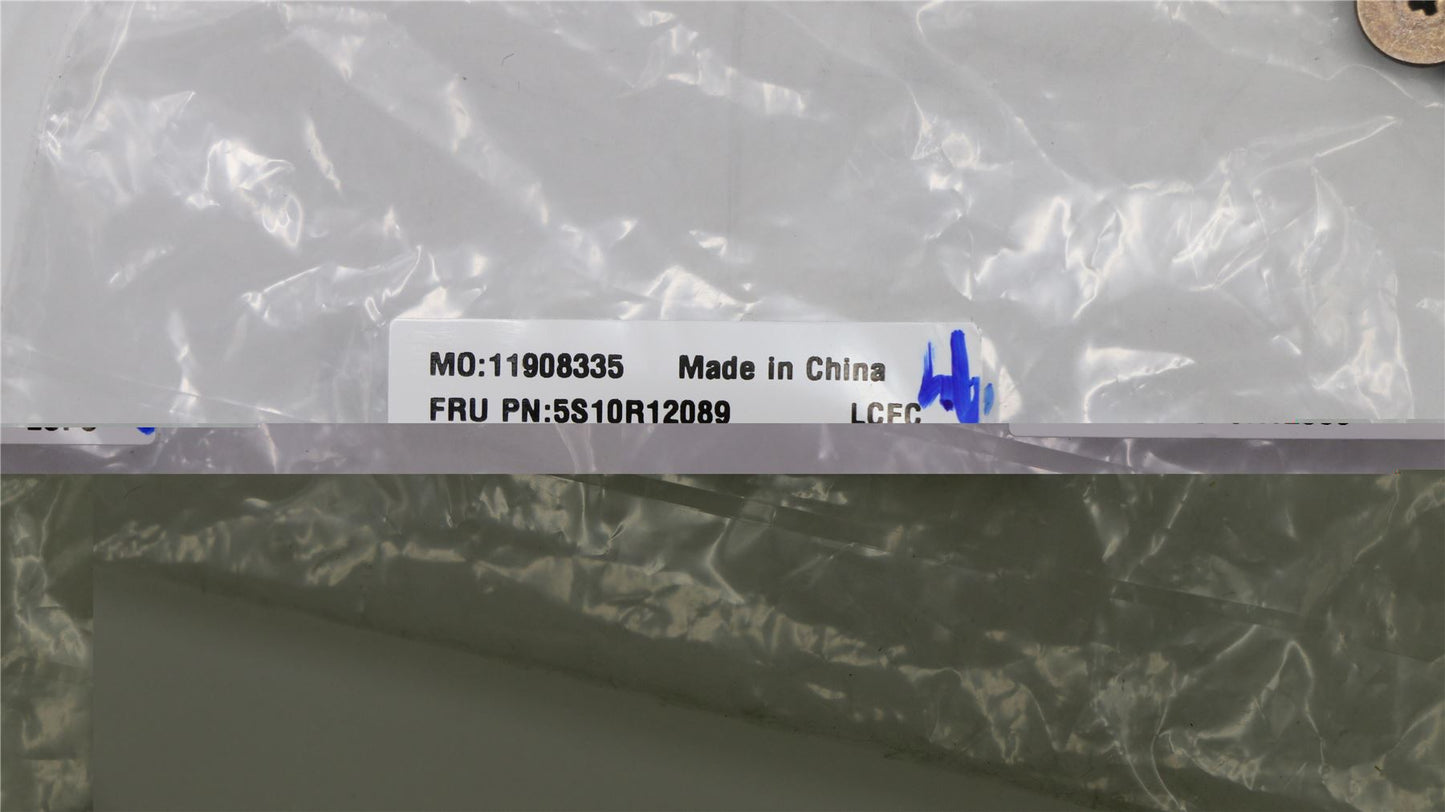 MO:11908335 Made in China
FRU PN:5S10R12089 LCFC